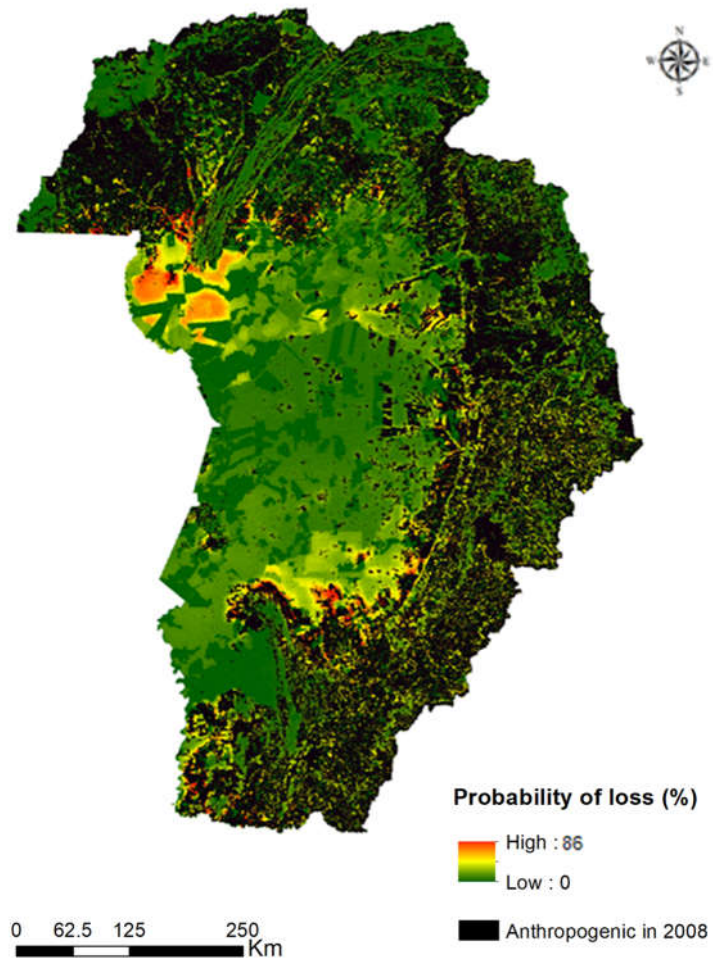 N
W E
S
Probability of loss (%)
High : 86
Low : 0
Anthropogenic in 2008
0 62.5 125 250
Km